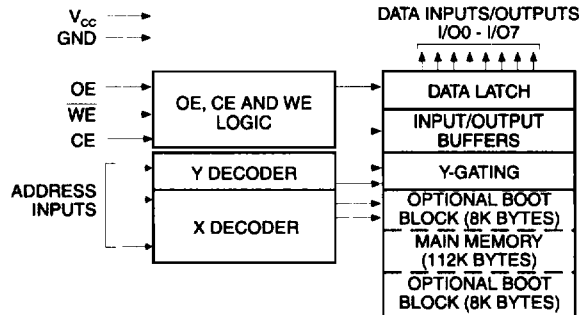 DATA INPUTS/OUTPUTS
I/O0 - I/O7
VCC
GND
OE
WE
CE
OE, CE AND WE
LOGIC
DATA LATCH
INPUT/OUTPUT
BUFFERS
ADDRESS
INPUTS
Y DECODER
X DECODER
Y-GATING
OPTIONAL BOOT
BLOCK (8K BYTES)
MAIN MEMORY
(112K BYTES)
OPTIONAL BOOT
BLOCK (8K BYTES)